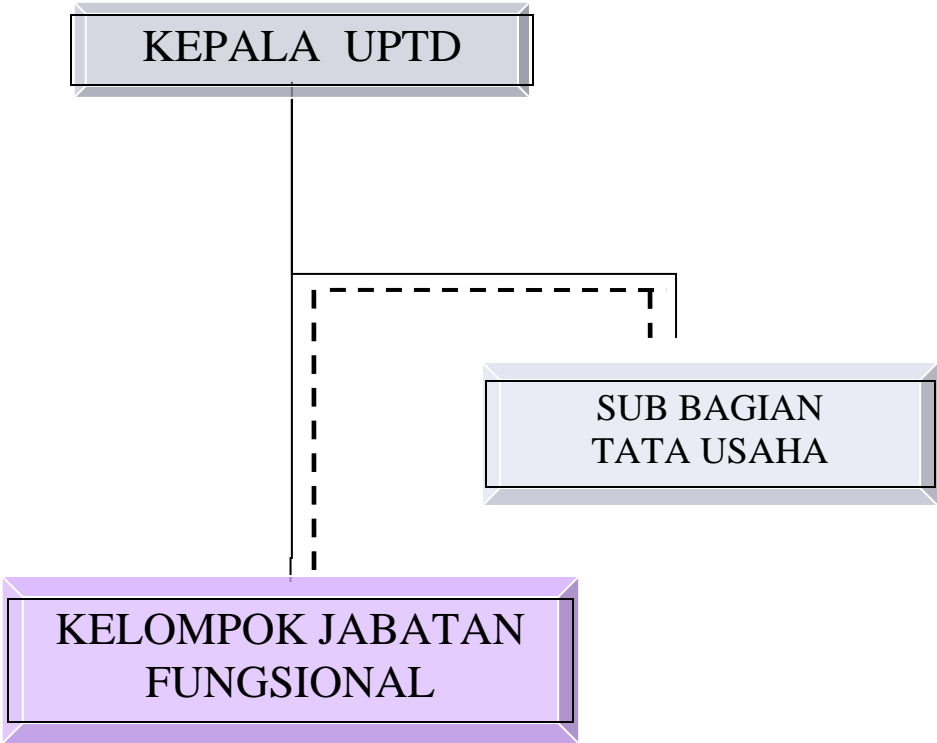 KEPALA UPTD
SUB BAGIAN
TATA USAHA
KELOMPOK JABATAN
FUNGSIONAL